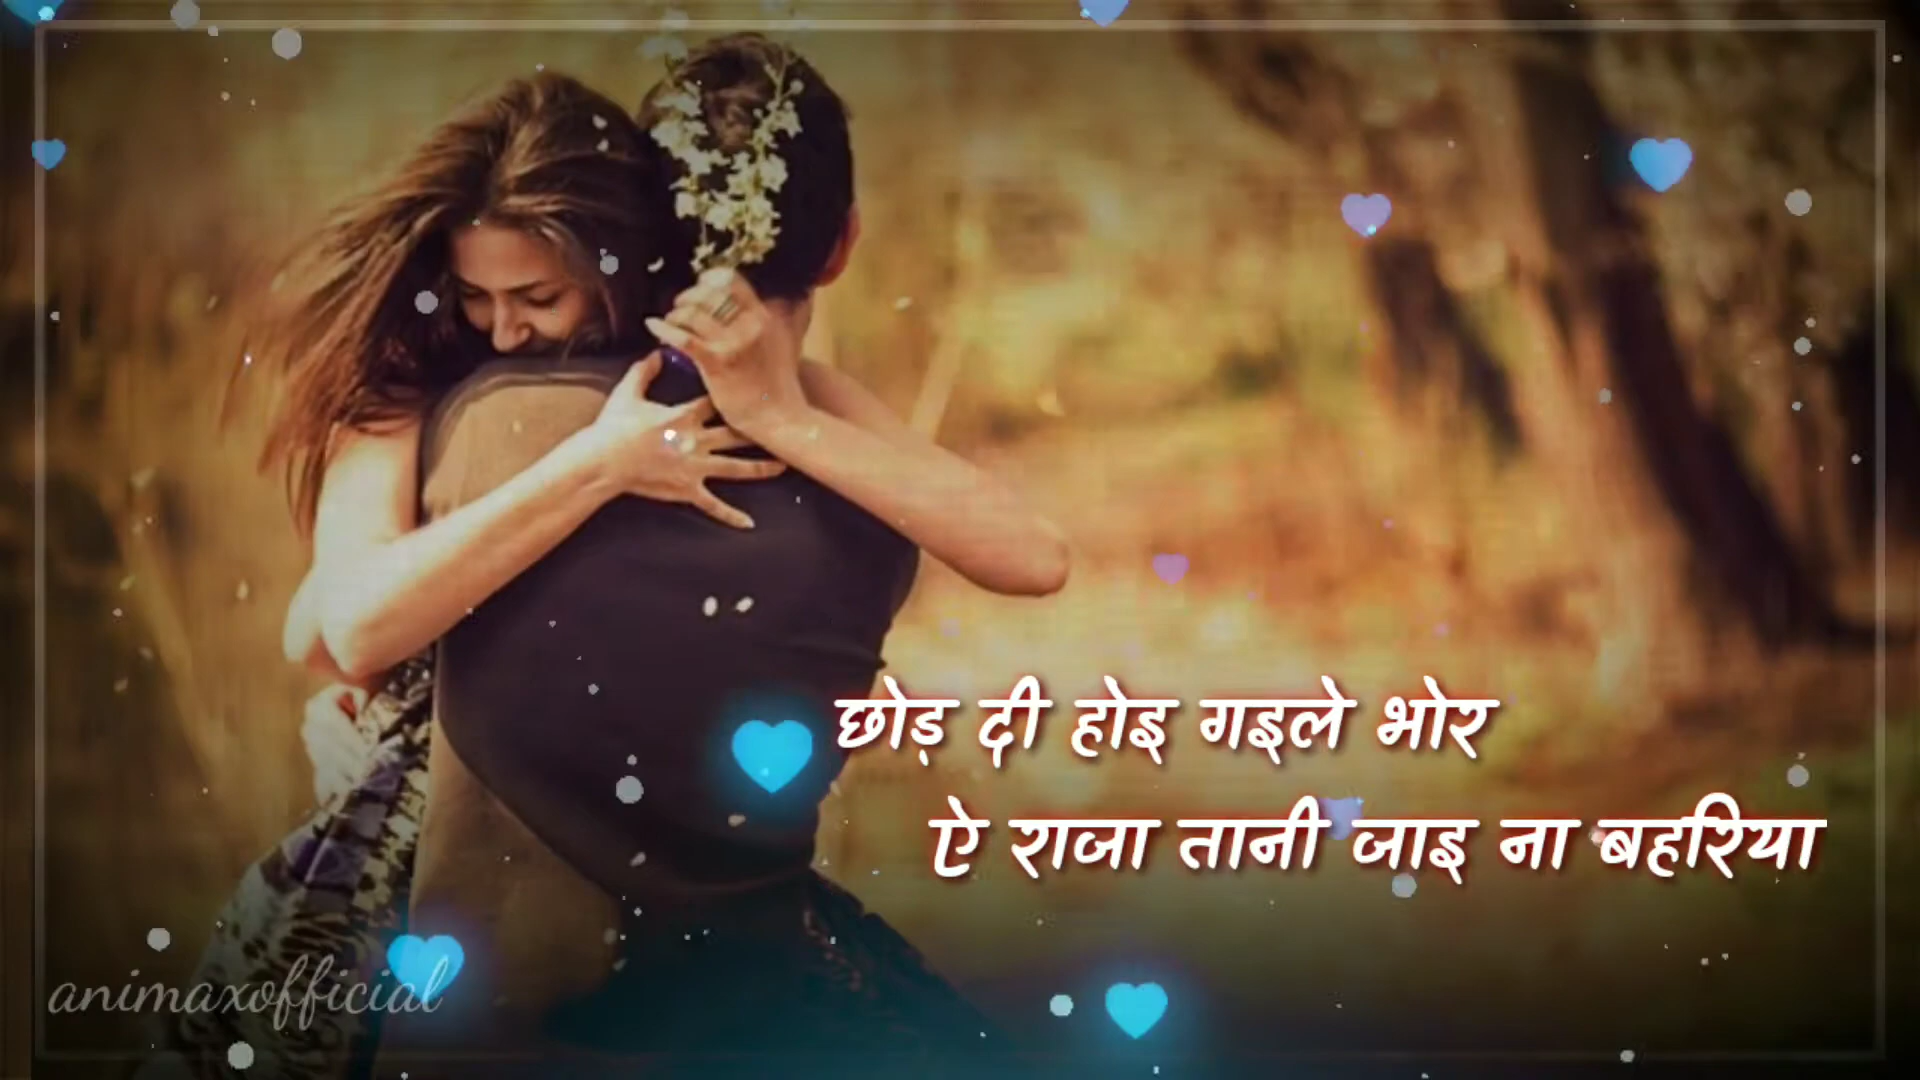 छोड़ दी होइ गइले भोर
ऐ राजा तानी जाइ ना बहरिया
animaxofficial